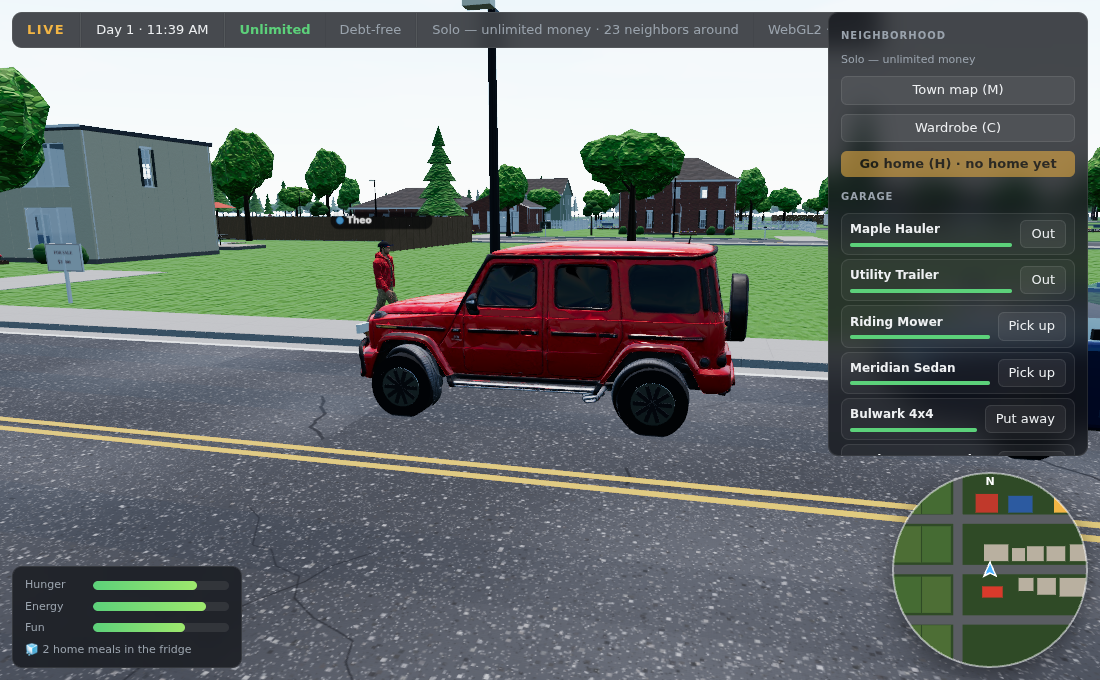 LIVE
Day 1 · 11:39 AM
Unlimited
Debt-free
Solo — unlimited money · 23 neighbors around
WebGL2
NEIGHBORHOOD
Solo — unlimited money
Town map (M)
Wardrobe (C)
Go home (H) · no home yet
GARAGE
Maple Hauler
Out
Utility Trailer
Out
Riding Mower
Pick up
Meridian Sedan
Pick up
Bulwark 4x4
Put away
Theo
FOR SALE
N
Hunger
Energy
Fun
2 home meals in the fridge